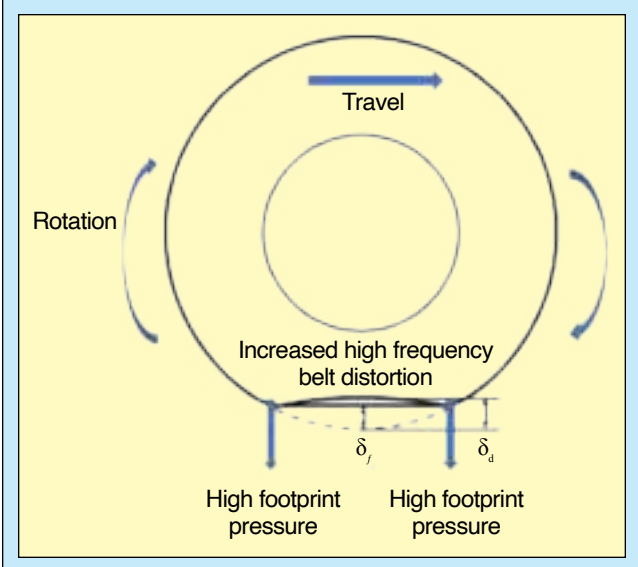 Travel
Rotation
Increased high frequency
belt distortion
δf δd
High footprint High footprint
pressure pressure